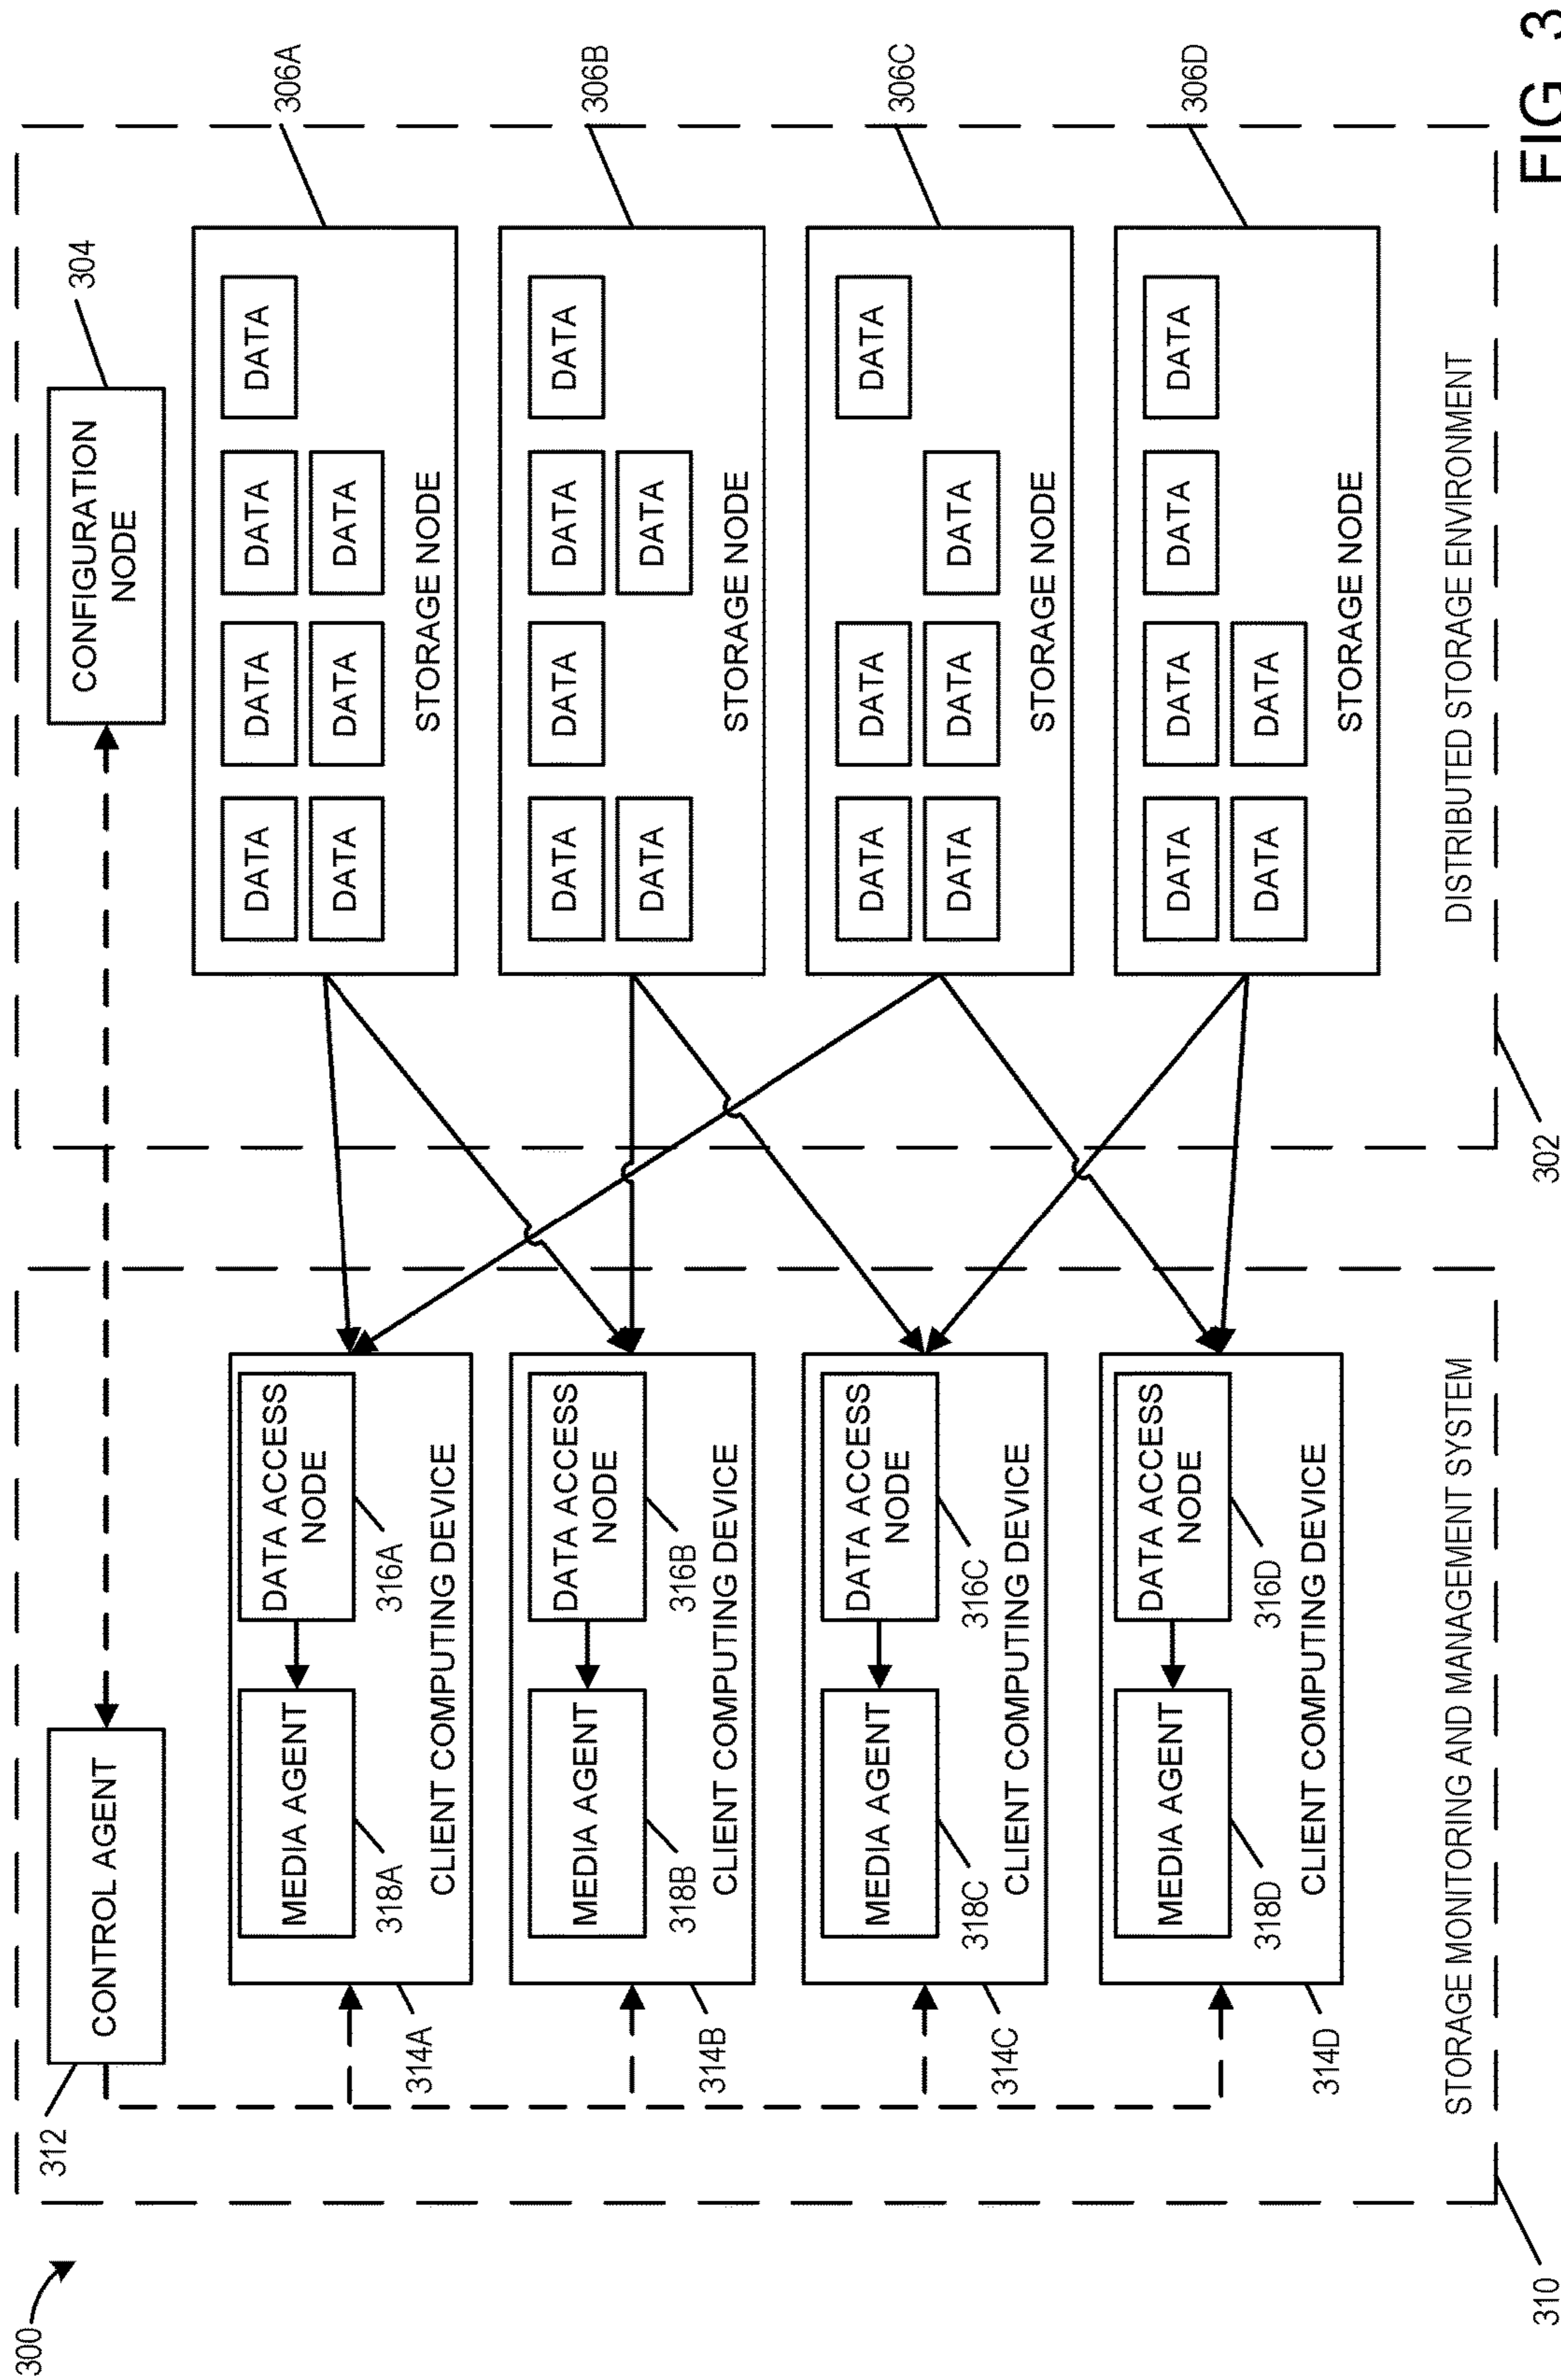 300
312
304
CONTROL AGENT
CONFIGURATION
NODE
MEDIA AGENT
DATA ACCESS
NODE
318A
316A
CLIENT COMPUTING DEVICE
314A
DATA DATA DATA DATA
DATA DATA DATA
STORAGE NODE
306A
MEDIA AGENT
DATA ACCESS
NODE
318B
316B
CLIENT COMPUTING DEVICE
314B
DATA DATA DATA DATA
DATA DATA
STORAGE NODE
306B
MEDIA AGENT
DATA ACCESS
NODE
318C
316C
CLIENT COMPUTING DEVICE
314C
DATA DATA DATA
DATA DATA DATA
STORAGE NODE
306C
MEDIA AGENT
DATA ACCESS
NODE
318D
316D
CLIENT COMPUTING DEVICE
314D
DATA DATA DATA DATA
DATA DATA
STORAGE NODE
306D
STORAGE MONITORING AND MANAGEMENT SYSTEM
DISTRIBUTED STORAGE ENVIRONMENT
310
302
FIG. 3